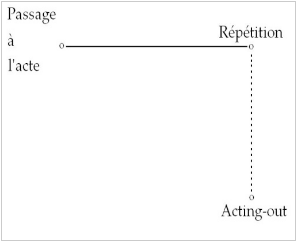 Passage
à
l'acte
Répétition
Acting-out